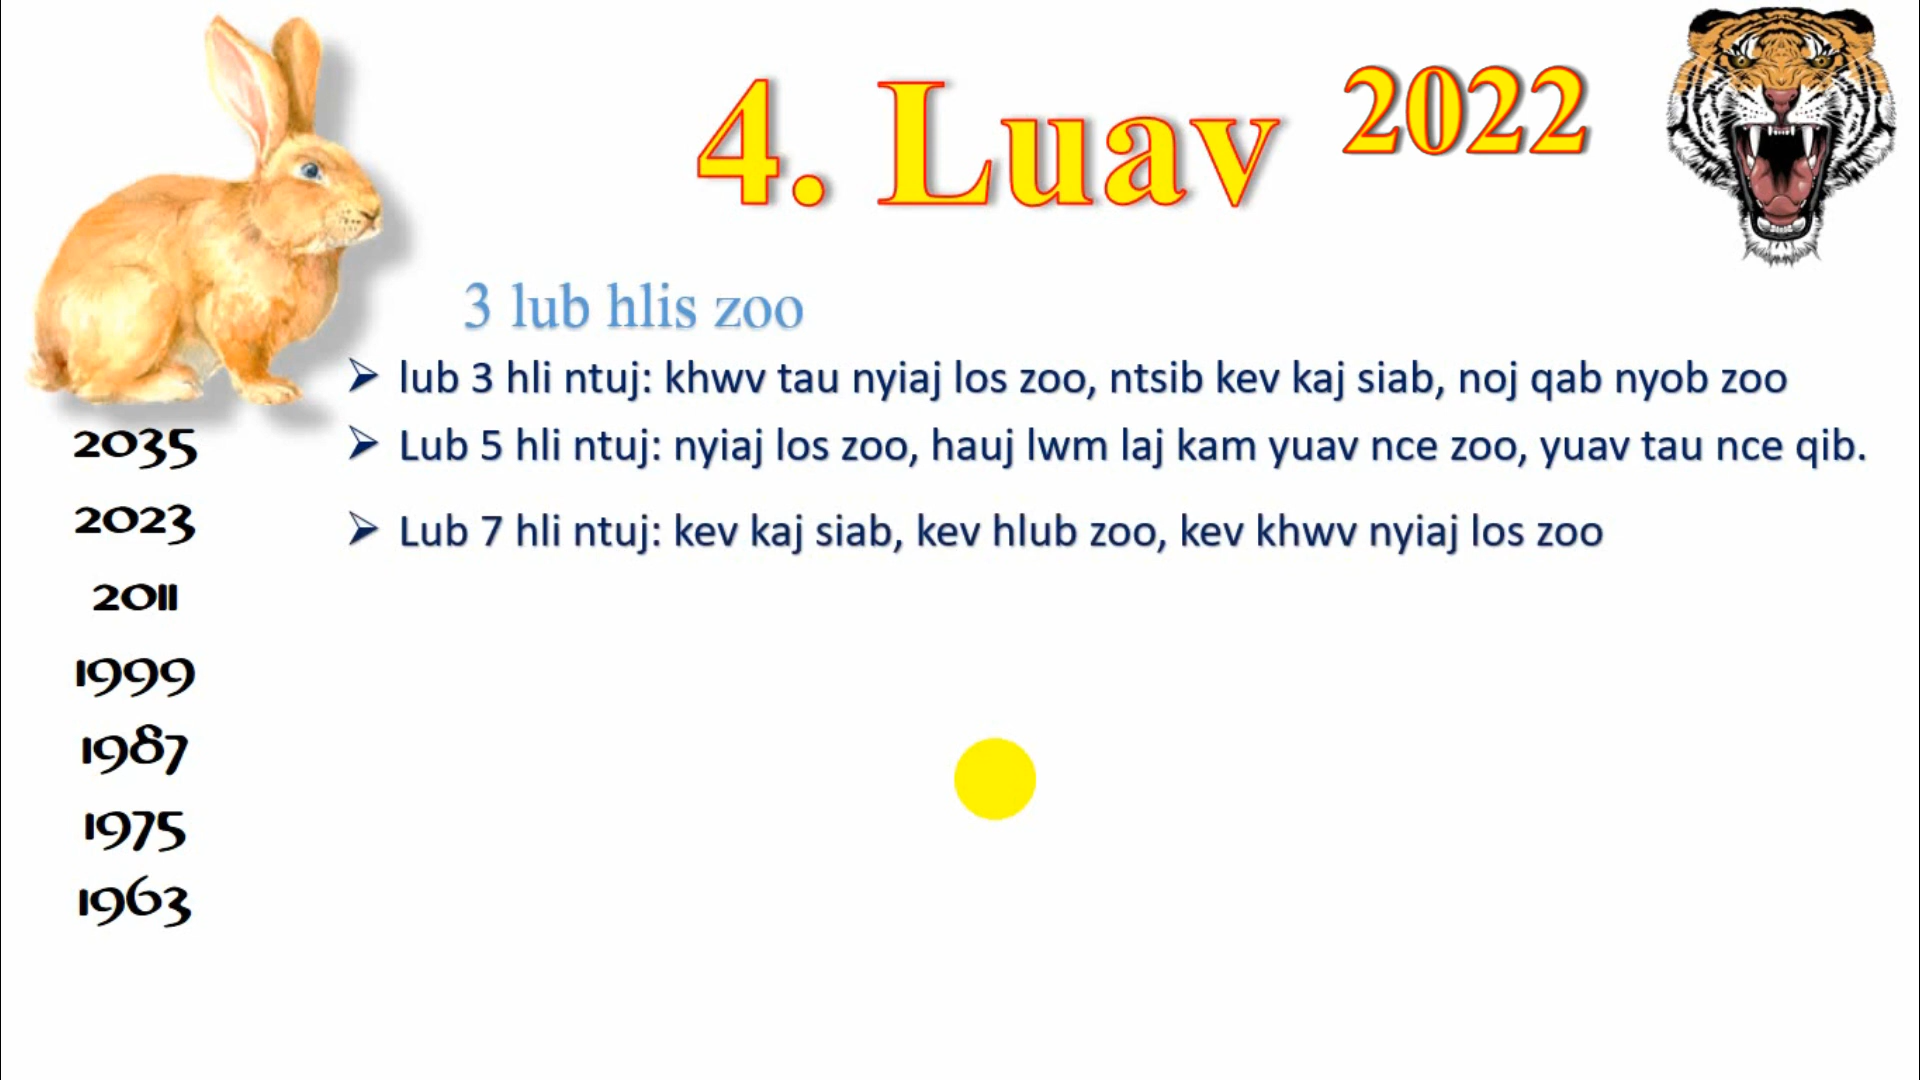 4. Luav
2022
3 lub hlis zoo
lub 3 hli ntuj: khwv tau nyiaj los zoo, ntsib kev kaj siab, noj qab nyob zoo
Lub 5 hli ntuj: nyiaj los zoo, hauj lwm laj kam yuav nce zoo, yuav tau nce qib.
Lub 7 hli ntuj: kev kaj siab, kev hlub zoo, kev khwv nyiaj los zoo
2035
2023
2011
1999
1987
1975
1963